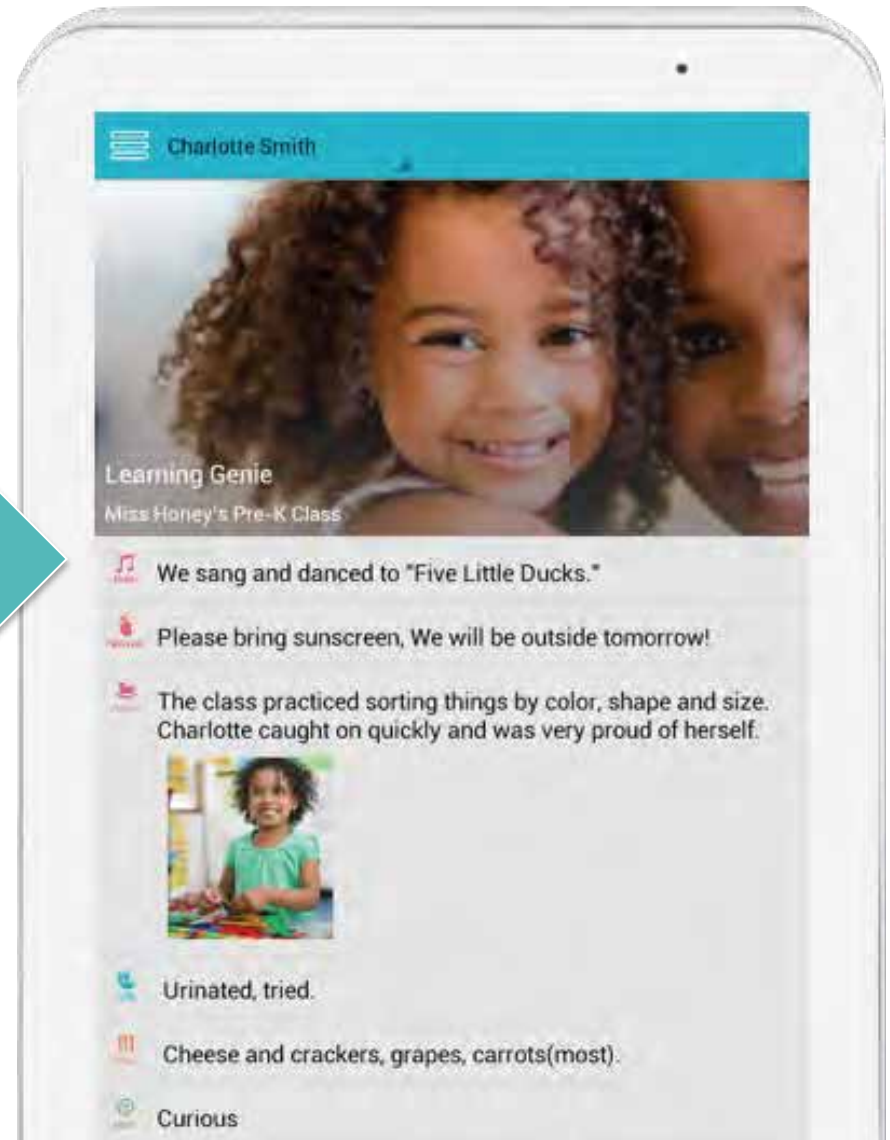 Charlotte Smith
Learning Genie
Miss Honey's Pre-K Class
We sang and danced to "Five Little Ducks."
Please bring sunscreen, We will be outside tomorrow!
The class practiced sorting things by color, shape and size.
Charlotte caught on quickly and was very proud of herself.
Urinated, tried.
Cheese and crackers, grapes, carrots(most).
Curious